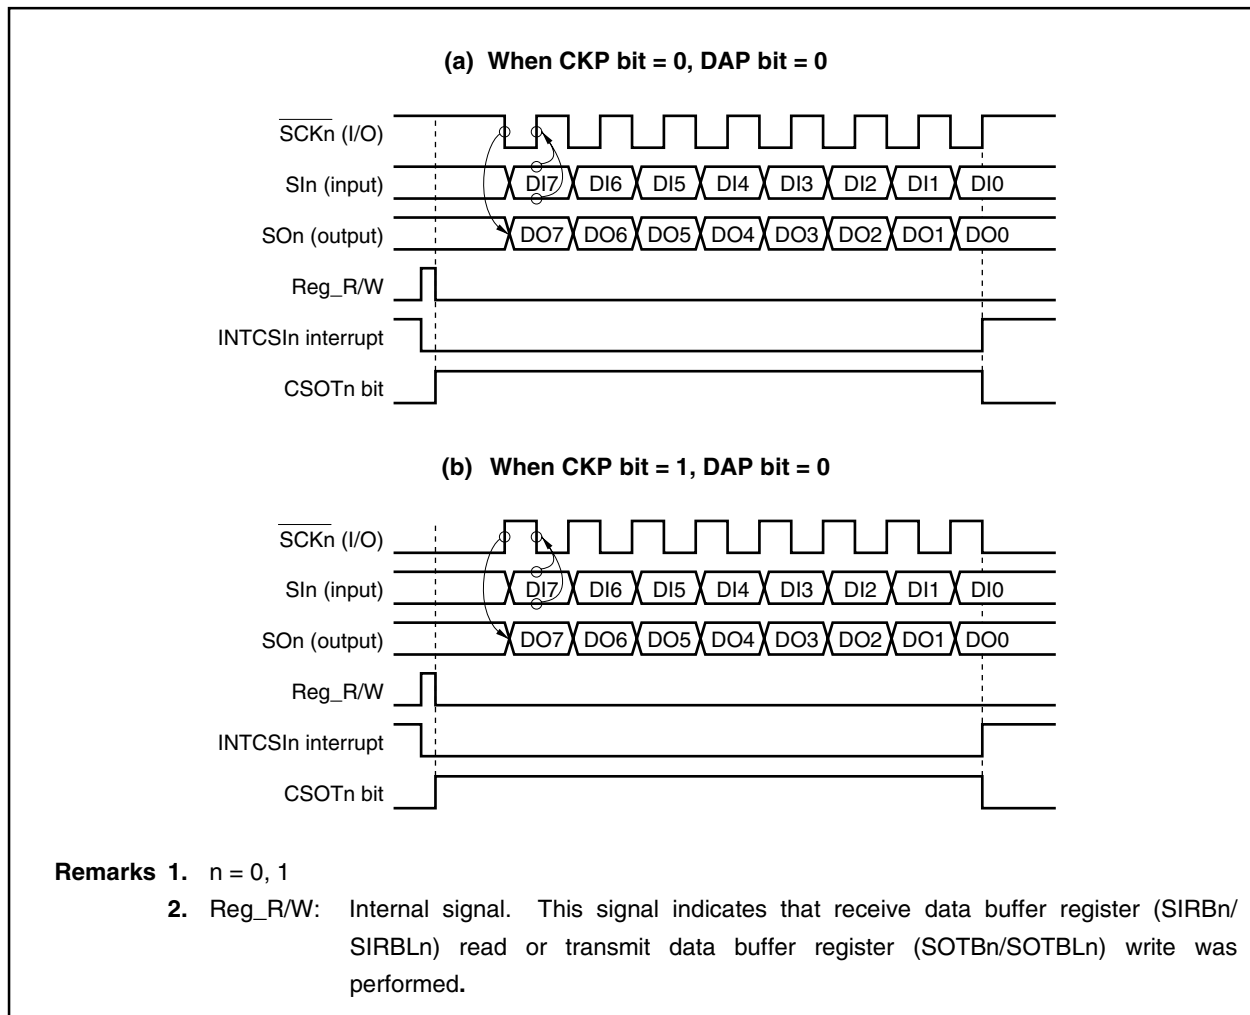 (a) When CKP bit = 0, DAP bit = 0
SCKn (I/O)
SIn (input) DI7 DI6 DI5 DI4 DI3 DI2 DI1 DI0
SOn (output) DO7 DO6 DO5 DO4 DO3 DO2 DO1 DO0
Reg_R/W
INTCSIn interrupt
CSOTn bit
(b) When CKP bit = 1, DAP bit = 0
SCKn (I/O)
SIn (input) DI7 DI6 DI5 DI4 DI3 DI2 DI1 DI0
SOn (output) DO7 DO6 DO5 DO4 DO3 DO2 DO1 DO0
Reg_R/W
INTCSIn interrupt
CSOTn bit
Remarks 1. n = 0, 1
2. Reg_R/W: Internal signal. This signal indicates that receive data buffer register (SIRBn/
SIRBLn) read or transmit data buffer register (SOTBn/SOTBLn) write was
performed.